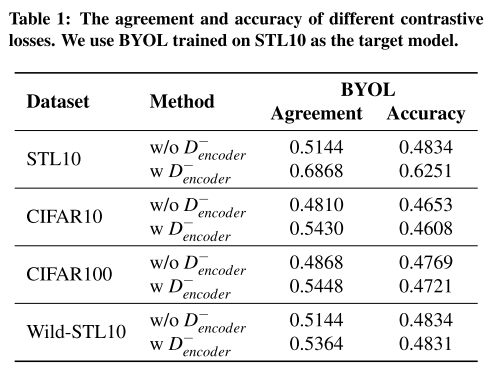 Table 1: The agreement and accuracy of different contrastive
losses. We use BYOL trained on STL10 as the target model.
Dataset Method BYOL
Agreement Accuracy
STL10
w/o D⁻encoder 0.5144 0.4834
w D⁻encoder 0.6868 0.6251
CIFAR10
w/o D⁻encoder 0.4810 0.4653
w D⁻encoder 0.5430 0.4608
CIFAR100
w/o D⁻encoder 0.4868 0.4769
w D⁻encoder 0.5448 0.4721
Wild-STL10
w/o D⁻encoder 0.5144 0.4834
w D⁻encoder 0.5364 0.4831